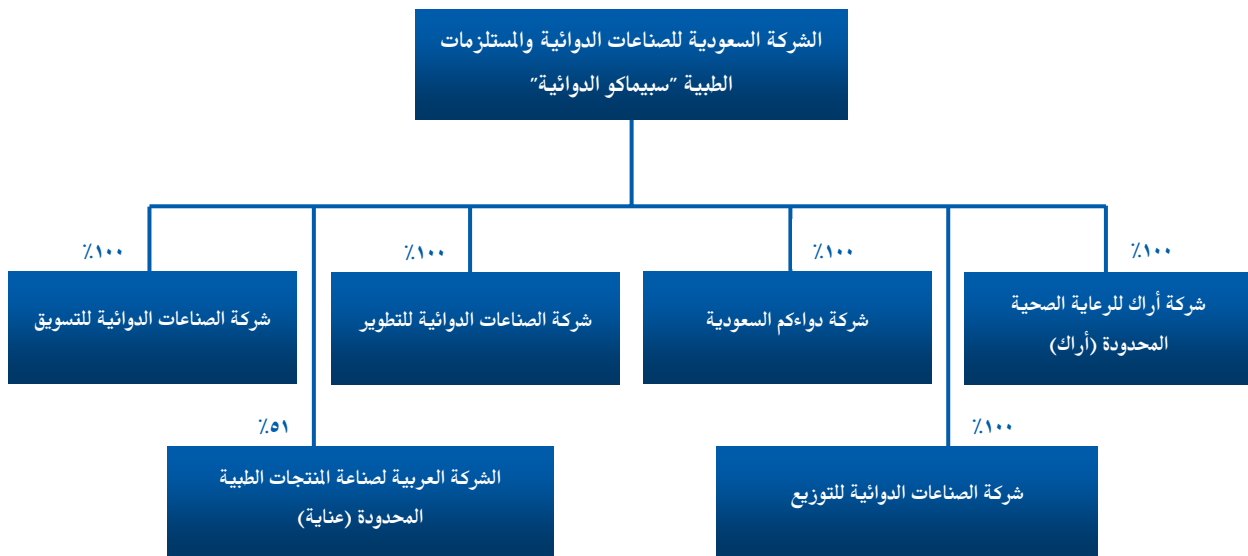 الشركة السعودية للصناعات الدوائية والمستلزمات
الطبية "سبيماكو الدوائية"
٪١٠٠
٪١٠٠
٪١٠٠
٪١٠٠
شركة أراك للرعاية الصحية
المحدودة (أراك)
شركة دواءكم السعودية
شركة الصناعات الدوائية للتطوير
شركة الصناعات الدوائية للتسويق
٪١٠٠
٪٥١
شركة الصناعات الدوائية للتوزيع
الشركة العربية لصناعة المنتجات الطبية
المحدودة (عناية)